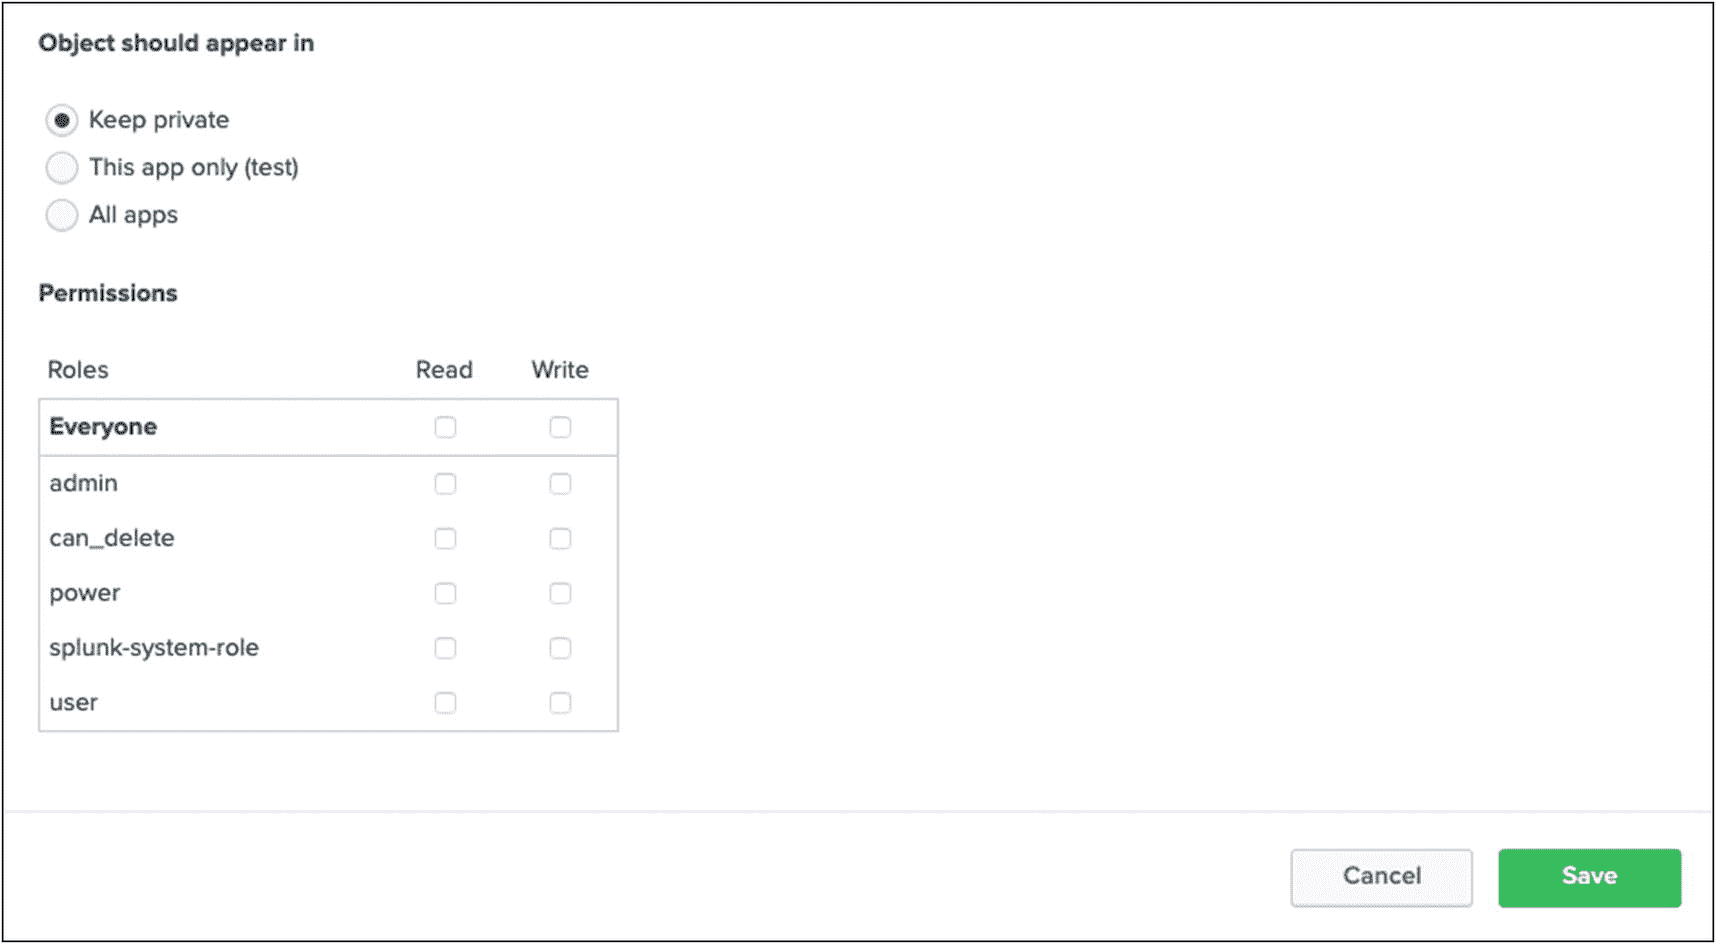 Object should appear in
Keep private
This app only (test)
All apps
Permissions
Roles Read Write
Everyone
admin
can_delete
power
splunk-system-role
user
Cancel Save